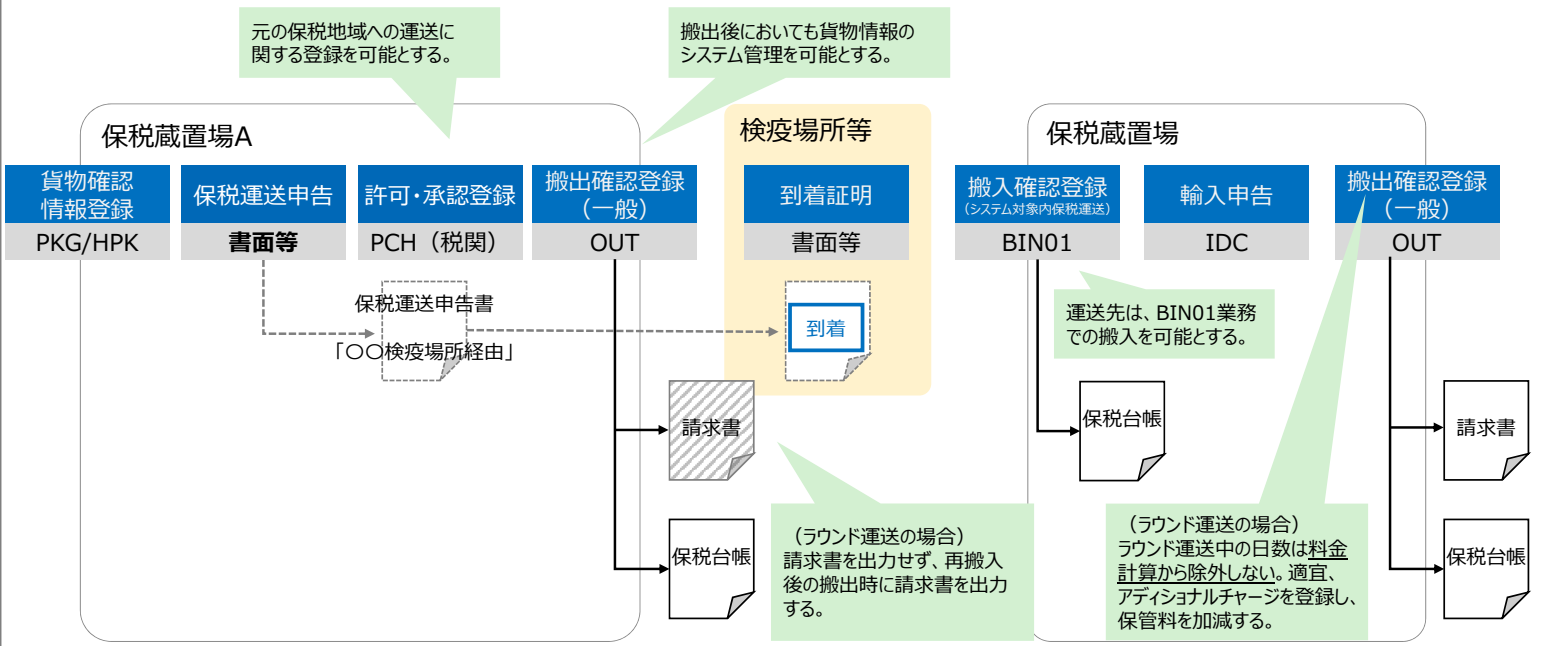 元の保税地域への運送に
関する登録を可能とする。
搬出後においても貨物情報の
システム管理を可能とする。
保税蔵置場A
検疫場所等
保税蔵置場
貨物確認
情報登録
PKG/HPK
保税運送申告
書面等
許可・承認登録
PCH（税関）
搬出確認登録
（一般）
OUT
到着証明
書面等
搬入確認登録
（システム対象内保税運送）
BIN01
輸入申告
IDC
搬出確認登録
（一般）
OUT
保税運送申告書
「〇〇検疫場所経由」
到着
運送先は、BIN01業務
での搬入を可能とする。
請求書
保税台帳
請求書
（ラウンド運送の場合）
請求書を出力せず、再搬入
後の搬出時に請求書を出力
する。
（ラウンド運送の場合）
ラウンド運送中の日数は料金
計算から除外しない。適宜、
アディショナルチャージを登録し、
保管料を加減する。
保税台帳
保税台帳